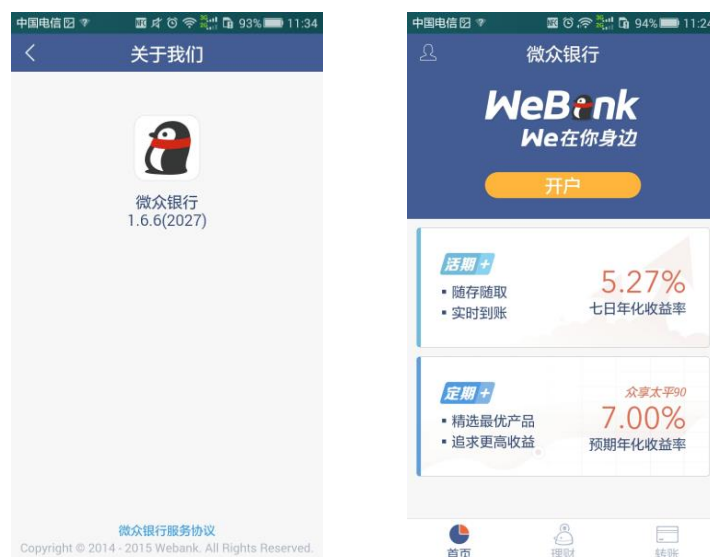 中国电信 93% 11:34
关于我们
微众银行
1.6.6(2027)
微众银行服务协议
Copyright © 2014 - 2015 Webank. All Rights Reserved.
中国电信 94% 11:24
微众银行
WeBank
We在你身边
开户
活期+
▪ 随存随取
▪ 实时到账
5.27%
七日年化收益率
定期+
▪ 精选最优产品
▪ 追求更高收益
众享太平90
7.00%
预期年化收益率
首页
理财
转账